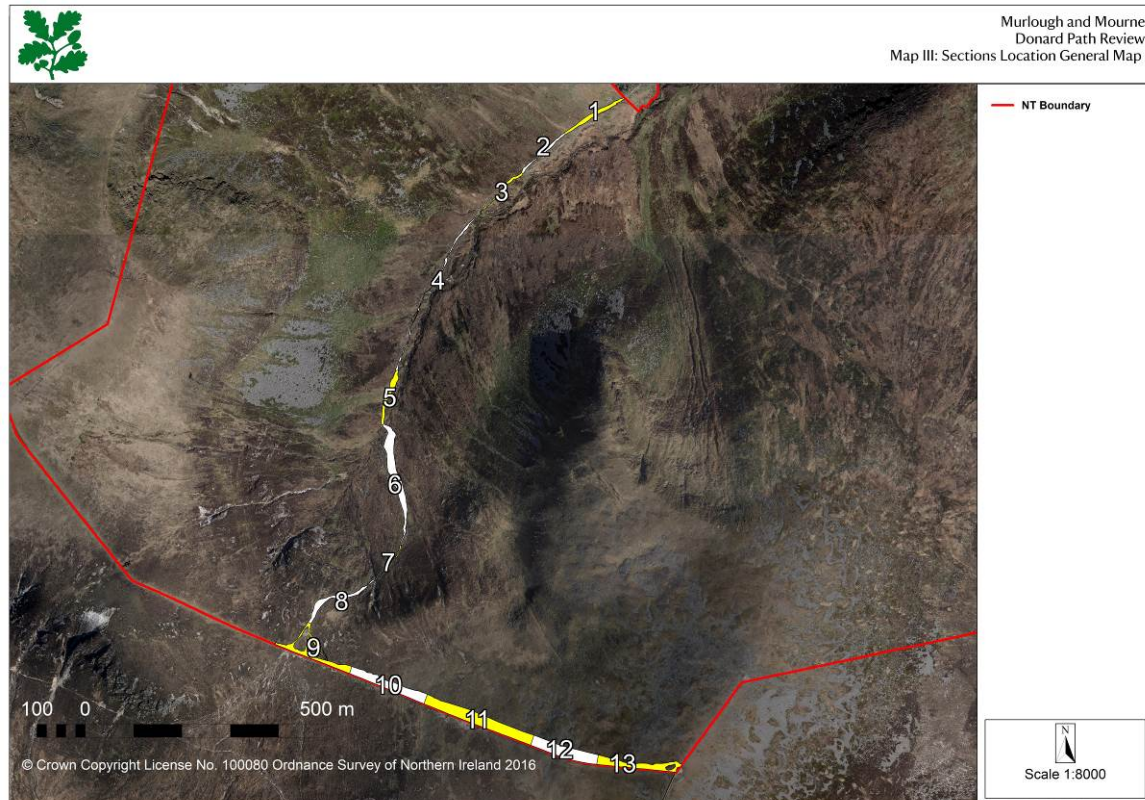 Murlough and Mourne
Donard Path Review
Map III: Sections Location General Map
NT Boundary
1
2
3
4
5
6
7
8
9
10
11
12
13
100 0 500 m
© Crown Copyright License No. 100080 Ordnance Survey of Northern Ireland 2016
N
Scale 1:8000